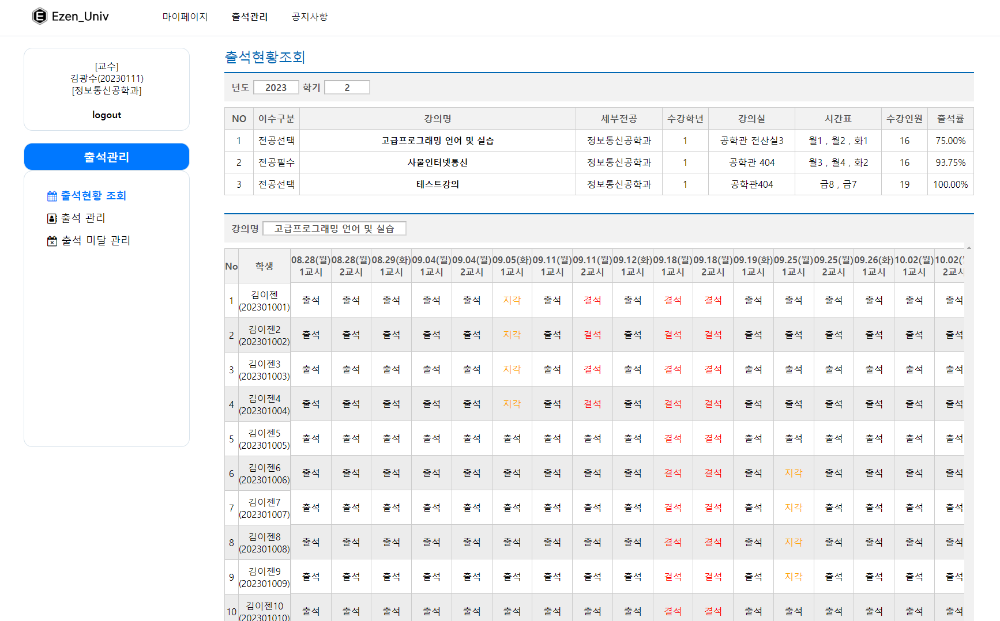 Ezen_Univ 마이페이지 출석관리 공지사항
[교수]
김광수(20230111)
[정보통신공학과]
logout
출석관리
출석현황 조회
출석 관리
출석 미달 관리
출석현황조회
년도 2023 학기 2
NO 이수구분 강의명 세부전공 수강학년 강의실 시간표 수강인원 출석률
1 전공선택 고급프로그래밍 언어 및 실습 정보통신공학과 1 공학관 전산실3 월1 , 월2 , 화1 16 75.00%
2 전공필수 사물인터넷통신 정보통신공학과 1 공학관 404 월3 , 월4 , 화2 16 93.75%
3 전공선택 테스트강의 정보통신공학과 1 공학관404 금8 , 금7 19 100.00%
강의명 고급프로그래밍 언어 및 실습
No 학생 08.28(월) 08.28(월) 08.29(화) 09.04(월) 09.04(월) 09.05(화) 09.11(월) 09.11(월) 09.12(화) 09.18(월) 09.18(월) 09.19(화) 09.25(월) 09.25(월) 09.26(화) 10.02(월) 10.02(
1교시 2교시 1교시 1교시 2교시 1교시 1교시 2교시 1교시 1교시 2교시 1교시 1교시 2교시 1교시 1교시 2교시
1 김이젠 출석 출석 출석 출석 출석 지각 출석 결석 출석 결석 결석 출석 출석 출석 출석 출석 출석
(202301001)
2 김이젠2 출석 출석 출석 출석 출석 지각 출석 결석 출석 결석 결석 출석 출석 출석 출석 출석 출석
(202301002)
3 김이젠3 출석 출석 출석 출석 출석 지각 출석 결석 출석 결석 결석 출석 출석 출석 출석 출석 출석
(202301003)
4 김이젠4 출석 출석 출석 출석 출석 지각 출석 결석 출석 결석 결석 출석 출석 출석 출석 출석 출석
(202301004)
5 김이젠5 출석 출석 출석 출석 출석 출석 출석 출석 출석 결석 결석 출석 출석 출석 출석 출석 출석
(202301005)
6 김이젠6 출석 출석 출석 출석 출석 출석 출석 출석 출석 결석 결석 출석 지각 출석 출석 출석 출석
(202301006)
7 김이젠7 출석 출석 출석 출석 출석 출석 출석 출석 출석 결석 결석 출석 지각 출석 출석 출석 출석
(202301007)
8 김이젠8 출석 출석 출석 출석 출석 출석 출석 출석 출석 결석 결석 출석 지각 출석 출석 출석 출석
(202301008)
9 김이젠9 출석 출석 출석 출석 출석 출석 출석 출석 출석 결석 결석 출석 지각 출석 출석 출석 출석
(202301009)
10 김이젠10 출석 출석 출석 출석 출석 출석 출석 출석 출석 결석 결석 출석 출석 출석 출석 출석 출석
(202301010)